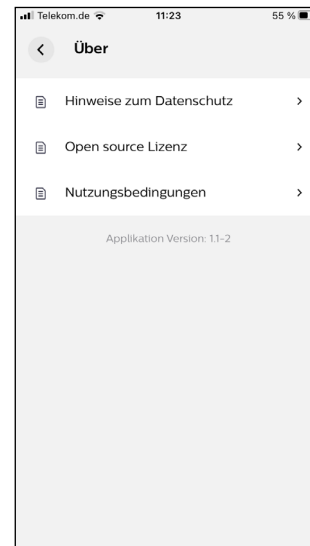 Telekom.de 11:23 55 %
Über
Hinweise zum Datenschutz
Open source Lizenz
Nutzungsbedingungen
Applikation Version: 1.1-2